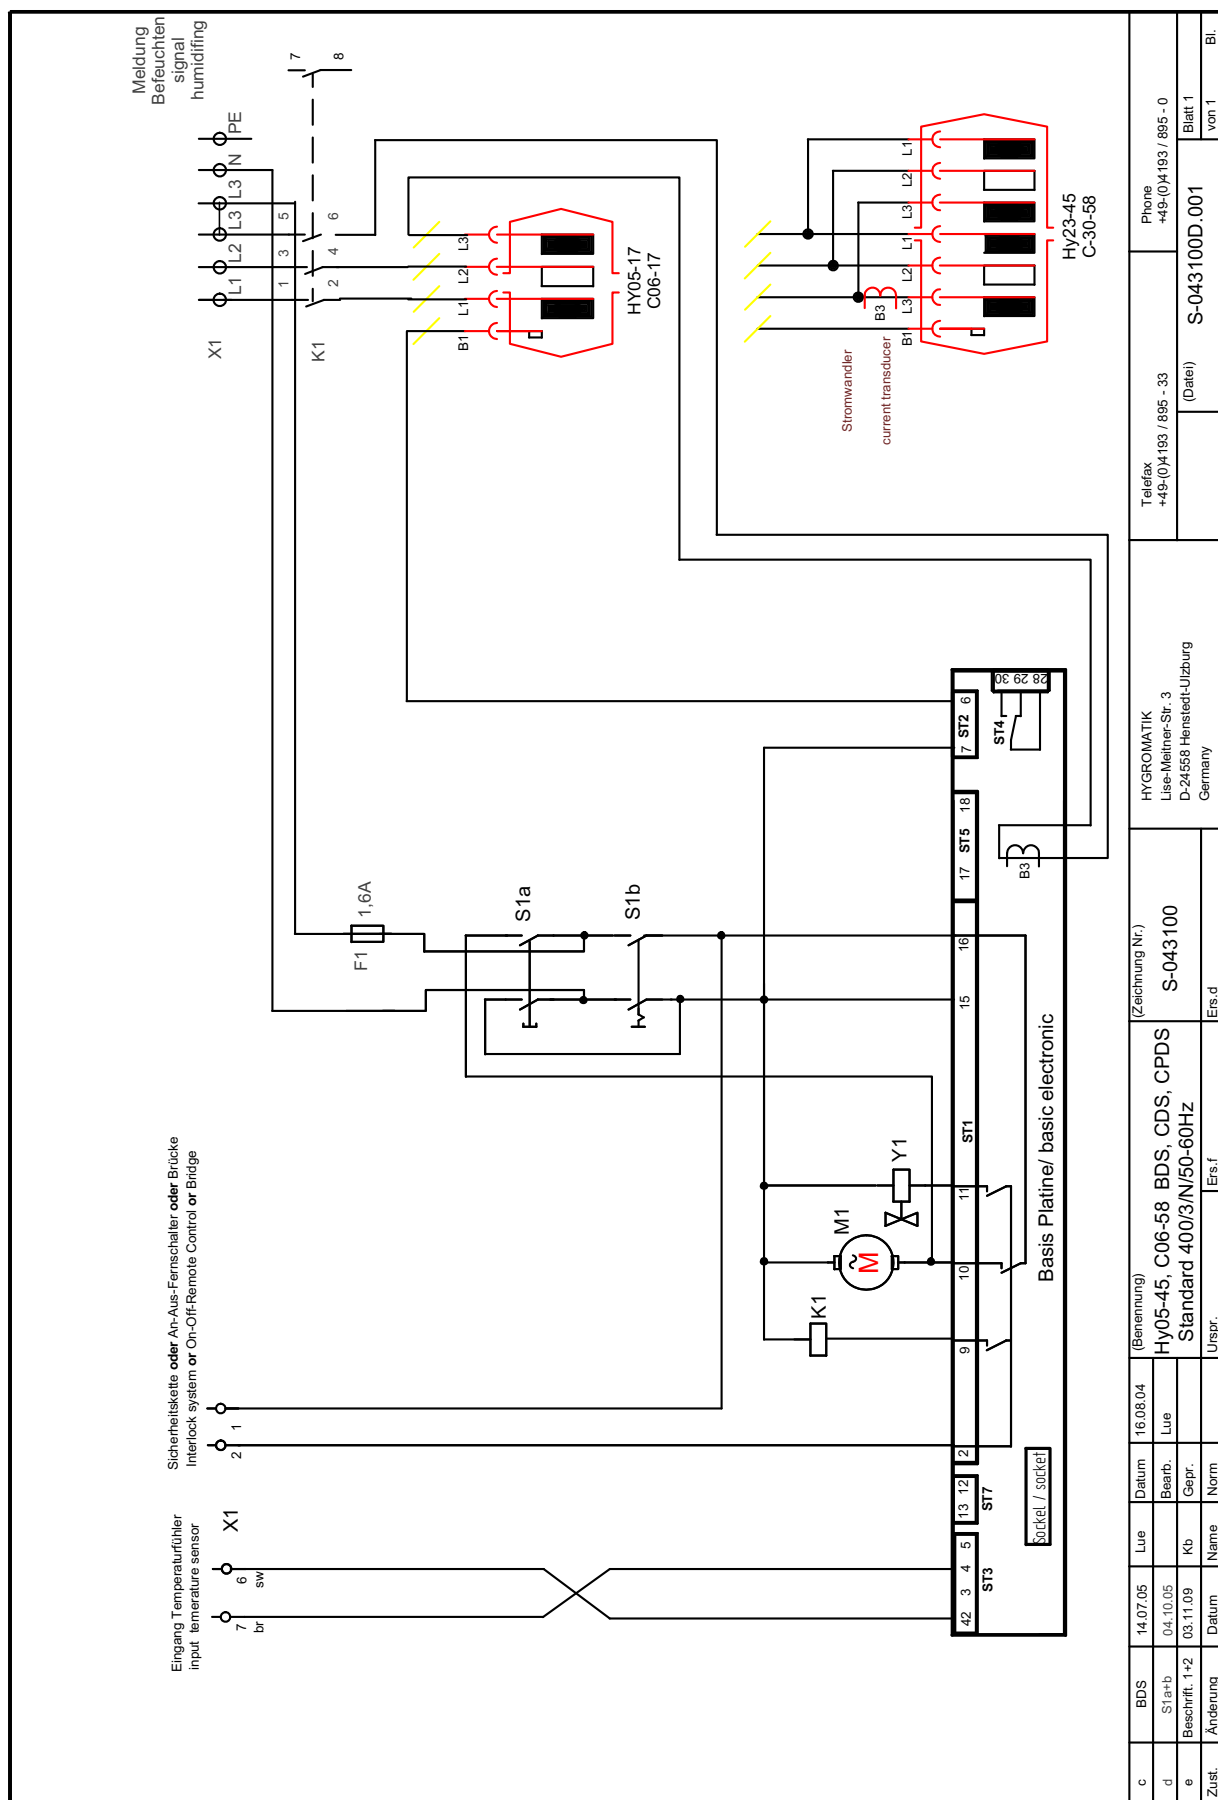 Meldung
Befeuchten
signal
humidifing
7
8
PE
N
L3
L3
L2
L1
X1
1
3
5
2
4
6
K1
B1
L1
L2
L3
HY05-17
C06-17
B1
L3
L2
L1
L3
L2
L1
B3
Hy23-45
C-30-58
Stromwandler
current transducer
F1
1,6A
S1a
S1b
Sicherheitskette oder An-Aus-Fernschalter oder Brücke
Interlock system or On-Off-Remote Control or Bridge
2
1
Eingang Temperaturfühler
input temerature sensor
X1
7
6
br
sw
K1
M1
M
Y1
42
3
4
5
ST3
13
12
ST7
2
9
10
11
ST1
15
16
17
ST5
18
7
ST2
6
ST4
28 29 30
B3
Sockel / socket
Basis Platine/ basic electronic
c
BDS
14.07.05
Lue
d
S1a+b
04.10.05
e
Beschrift. 1+2
03.11.09
Kb
Zust.
Änderung
Datum
Name
Datum
16.08.04
Bearb.
Lue
Gepr.
Norm
(Benennung)
Hy05-45, C06-58 BDS, CDS, CPDS
Standard 400/3/N/50-60Hz
Urspr.
Ers.f
(Zeichnung Nr.)
S-043100
Ers.d
HYGROMATIK
Lise-Meitner-Str. 3
D-24558 Henstedt-Ulzburg
Germany
Telefax
+49-(0)4193 / 895 - 33
Phone
+49-(0)4193 / 895 - 0
(Datei)
S-043100D.001
Blatt 1
von 1
Bl.